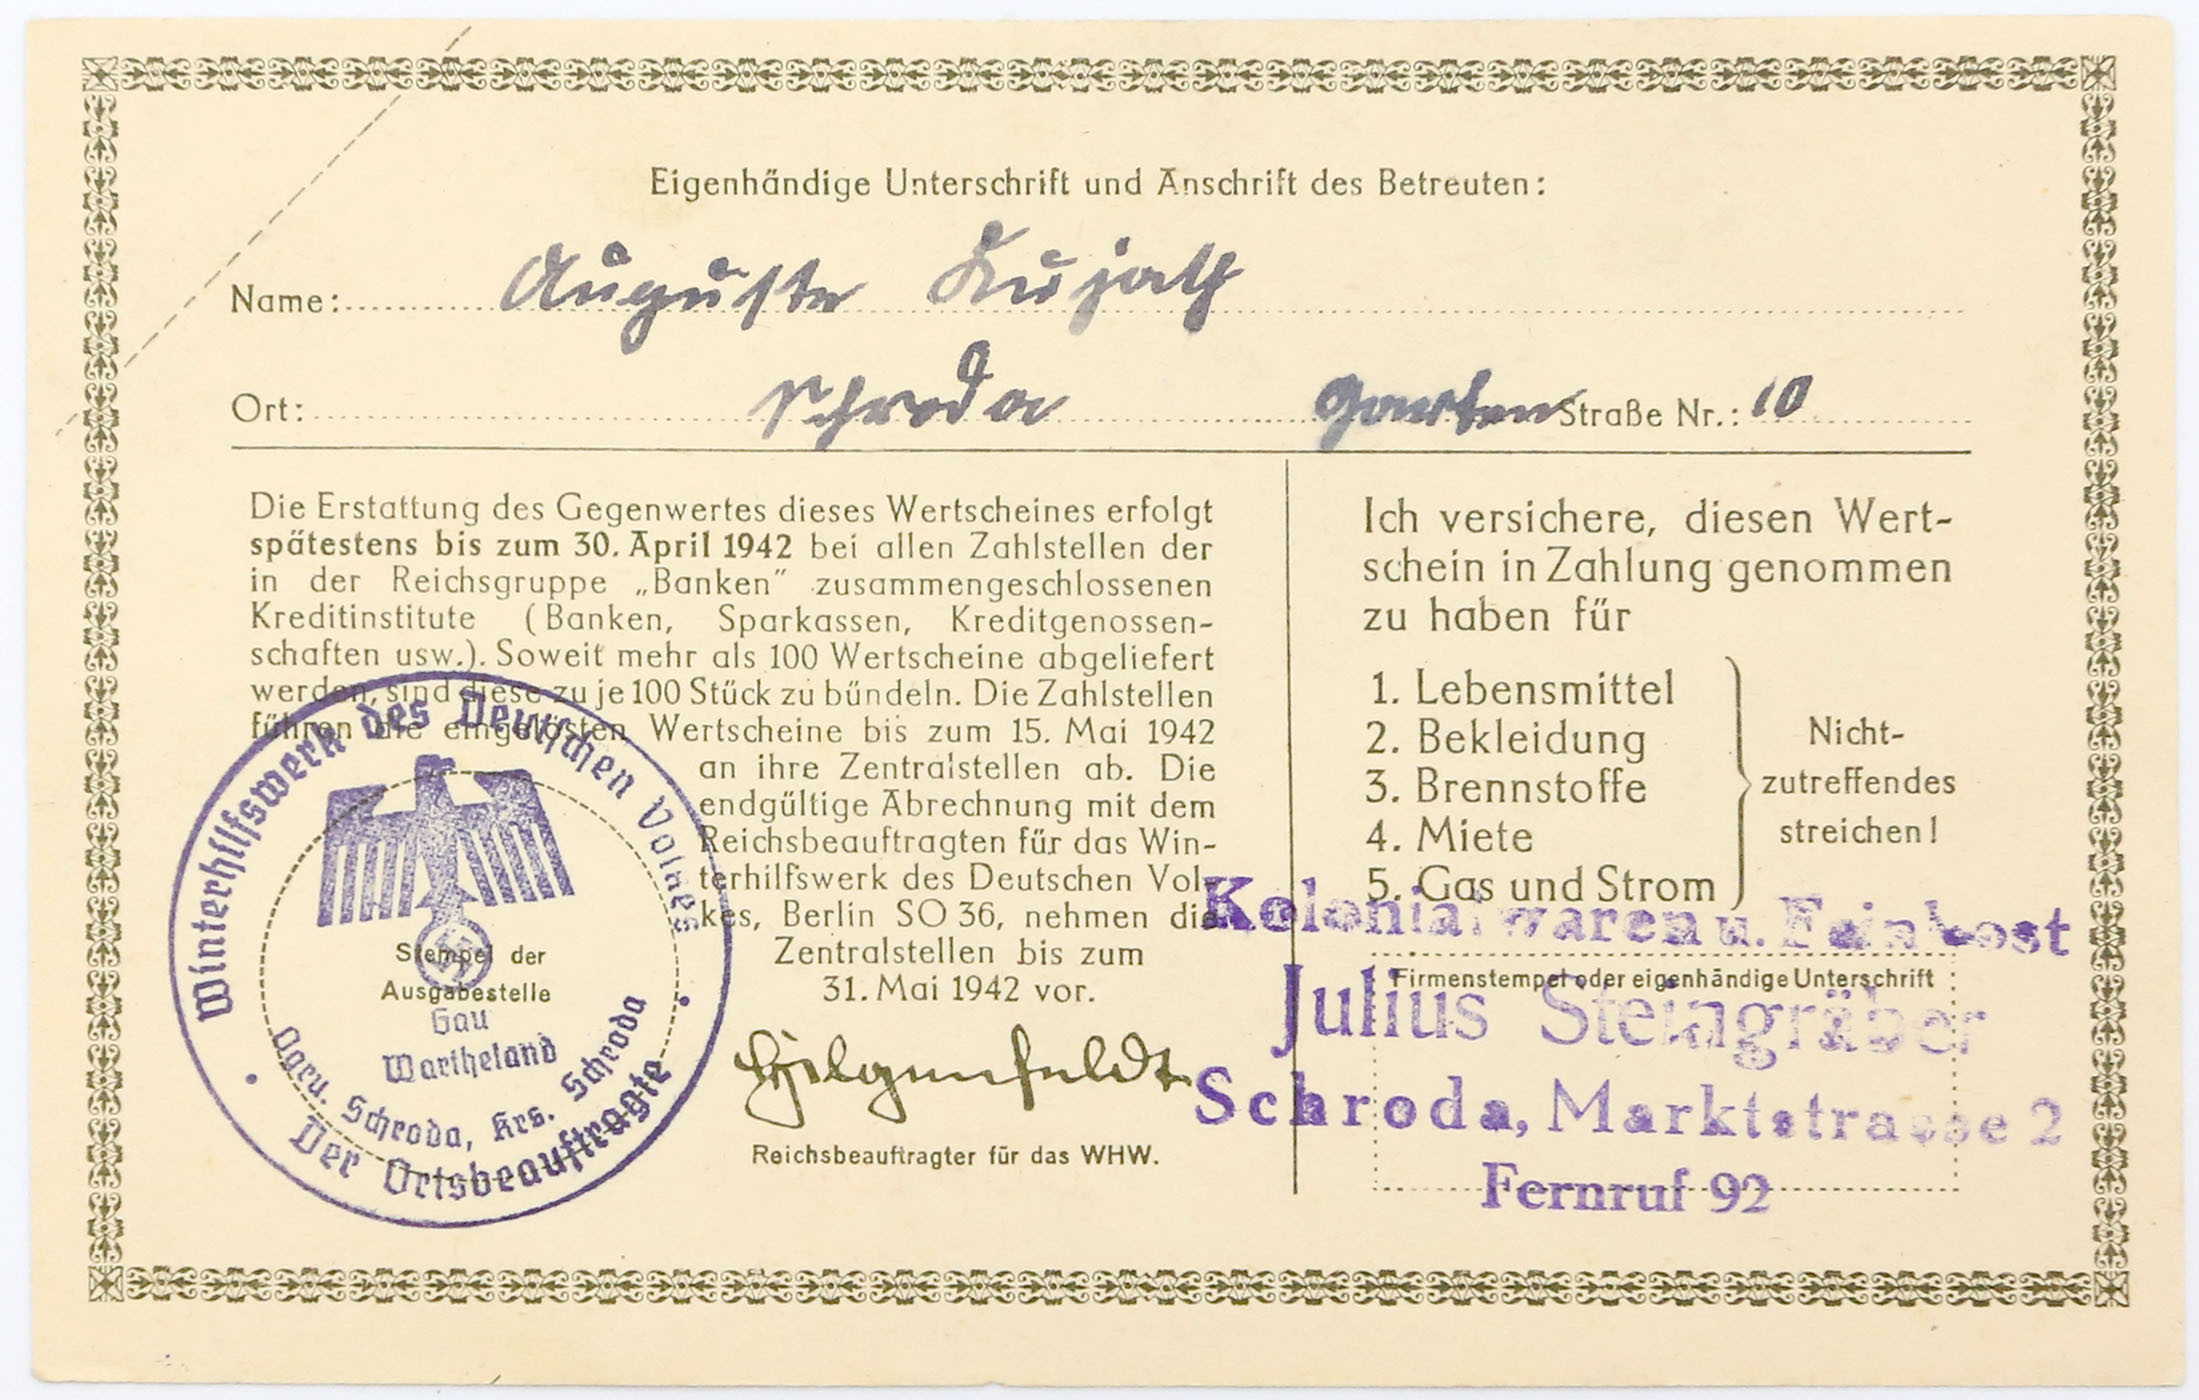 Eigenhändige Unterschrift und Anschrift des Betreuten:
Name: Auguste Kujath
Ort: Schroda Garten Straße Nr.: 10
Die Erstattung des Gegenwertes dieses Wertscheines erfolgt
spätestens bis zum 30. April 1942 bei allen Zahlstellen der
in der Reichsgruppe „Banken" zusammengeschlossenen
Kreditinstitute (Banken, Sparkassen, Kreditgenossen-
schaften usw.). Soweit mehr als 100 Wertscheine abgeliefert
werden, sind diese zu je 100 Stück zu bündeln. Die Zahlstellen
führen die eingelösten Wertscheine bis zum 15. Mai 1942
an ihre Zentralstellen ab. Die
endgültige Abrechnung mit dem
Reichsbeauftragten für das Win-
terhilfswerk des Deutschen Vol-
kes, Berlin SO 36, nehmen die
Zentralstellen bis zum
31. Mai 1942 vor.
Hilgenfeldt
Reichsbeauftragter für das WHW.
Winterhilfswerk des Deutschen Volkes
Stempel der
Ausgabestelle
Gau
Wartheland
Ogru. Schroda, Krs. Schroda
Der Ortsbeauftragte
Ich versichere, diesen Wert-
schein in Zahlung genommen
zu haben für
1. Lebensmittel
2. Bekleidung
3. Brennstoffe
4. Miete
5. Gas und Strom
Nicht-
zutreffendes
streichen!
Kolonialwaren u. Feinkost
Firmenstempel oder eigenhändige Unterschrift
Julius Steingräber
Schroda, Marktstrasse 2
Fernruf 92